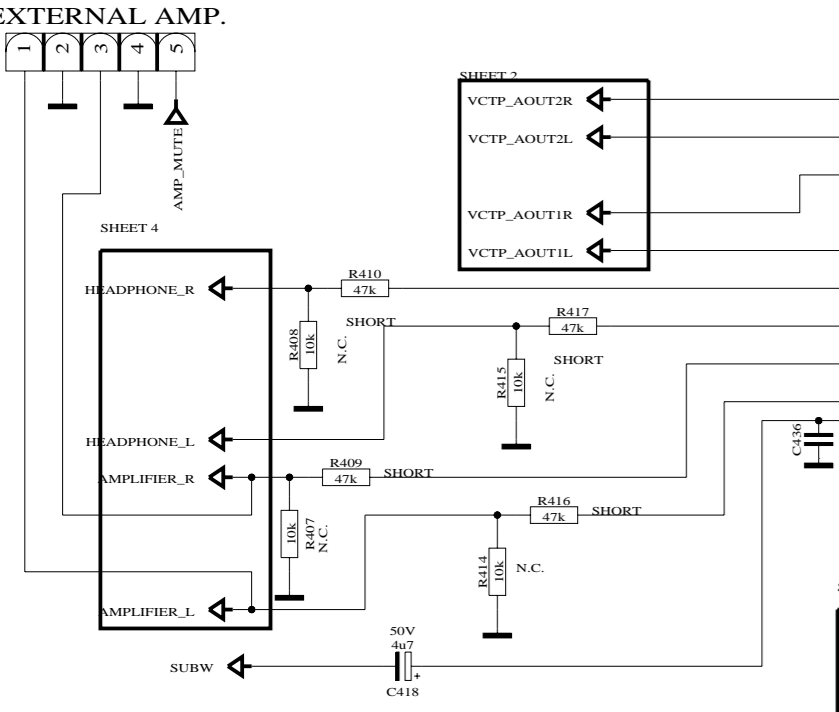 EXTERNAL AMP.
1 2 3 4 5
AMP_MUTE
SHEET 2
VCTP_AOUT2R
VCTP_AOUT2L
VCTP_AOUT1R
VCTP_AOUT1L
SHEET 4
HEADPHONE_R
R410
47k
R408
10k
N.C.
SHORT
R417
47k
SHORT
R415
10k
N.C.
HEADPHONE_L
AMPLIFIER_R
R409
47k
SHORT
R407
10k
N.C.
R416
47k
SHORT
R414
10k
N.C.
C436
AMPLIFIER_L
SUBW
50V
4u7
+
C418